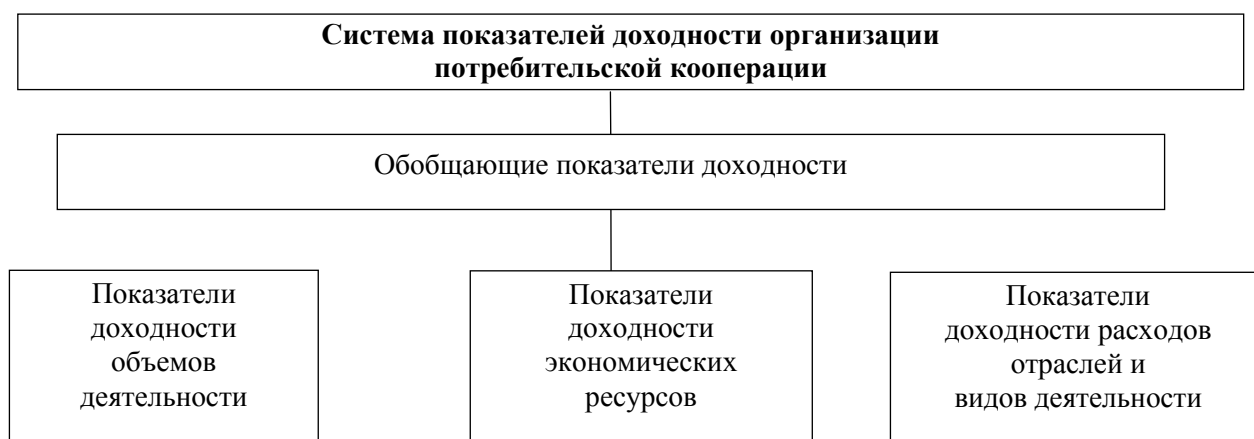 Система показателей доходности организации
потребительской кооперации
Обобщающие показатели доходности
Показатели
доходности
объемов
деятельности
Показатели
доходности
экономических
ресурсов
Показатели
доходности расходов
отраслей и
видов деятельности